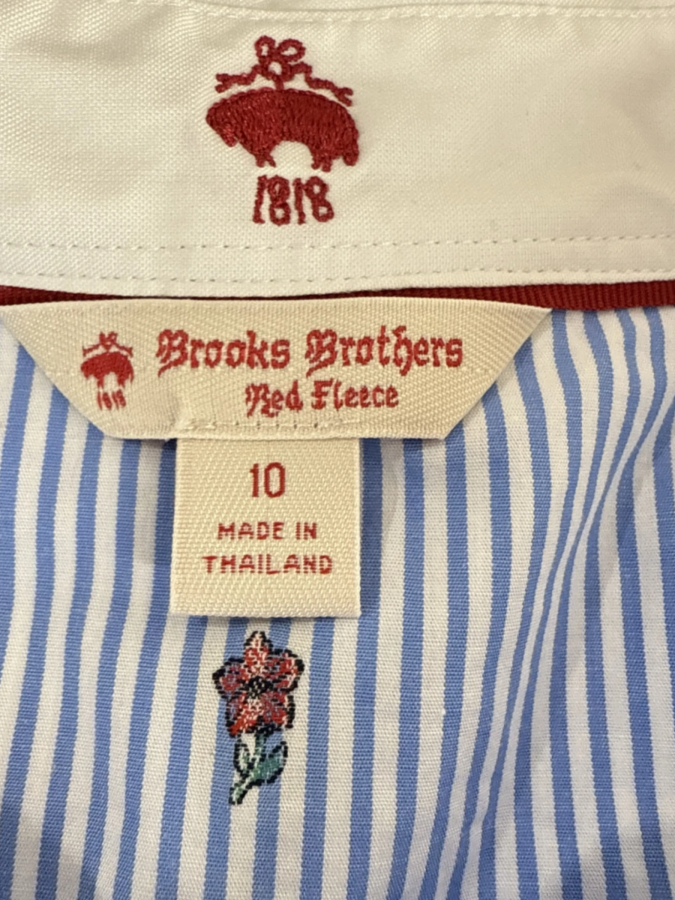 1818
Brooks Brothers
Red Fleece
1818
10
MADE IN
THAILAND